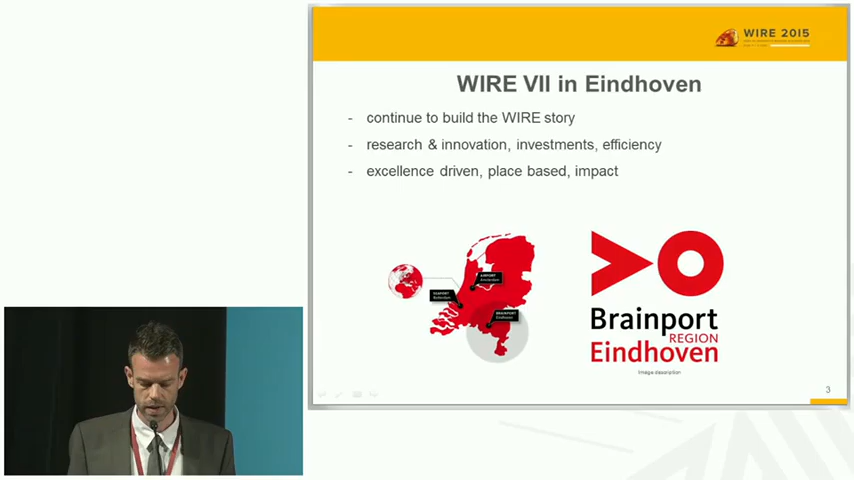 WIRE 2015
WIRE VII in Eindhoven
- continue to build the WIRE story
- research & innovation, investments, efficiency
- excellence driven, place based, impact
AIRPORT
Amsterdam
SEAPORT
Rotterdam
BRAINPORT
Eindhoven
Brainport
REGION
Eindhoven
Image description
3